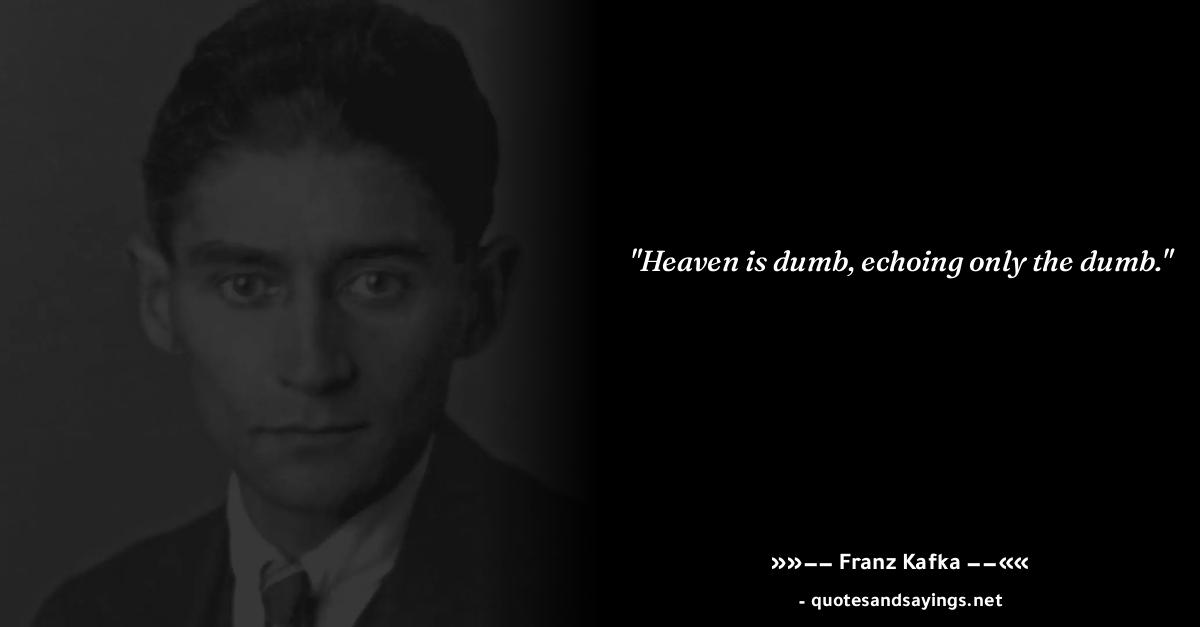 "Heaven is dumb, echoing only the dumb."
»»−− Franz Kafka −−««
- quotesandsayings.net